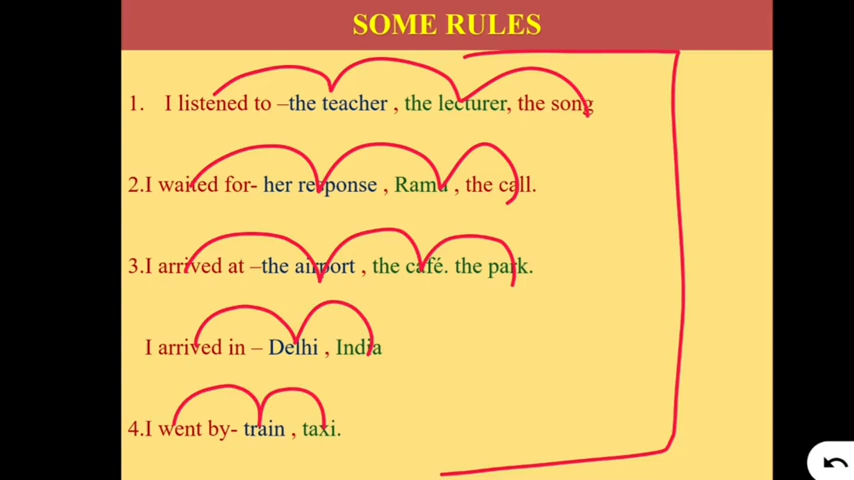 SOME RULES
1. I listened to –the teacher , the lecturer, the song
2.I waited for- her response , Ramu , the call.
3.I arrived at –the airport , the café. the park.
I arrived in – Delhi , India
4.I went by- train , taxi.